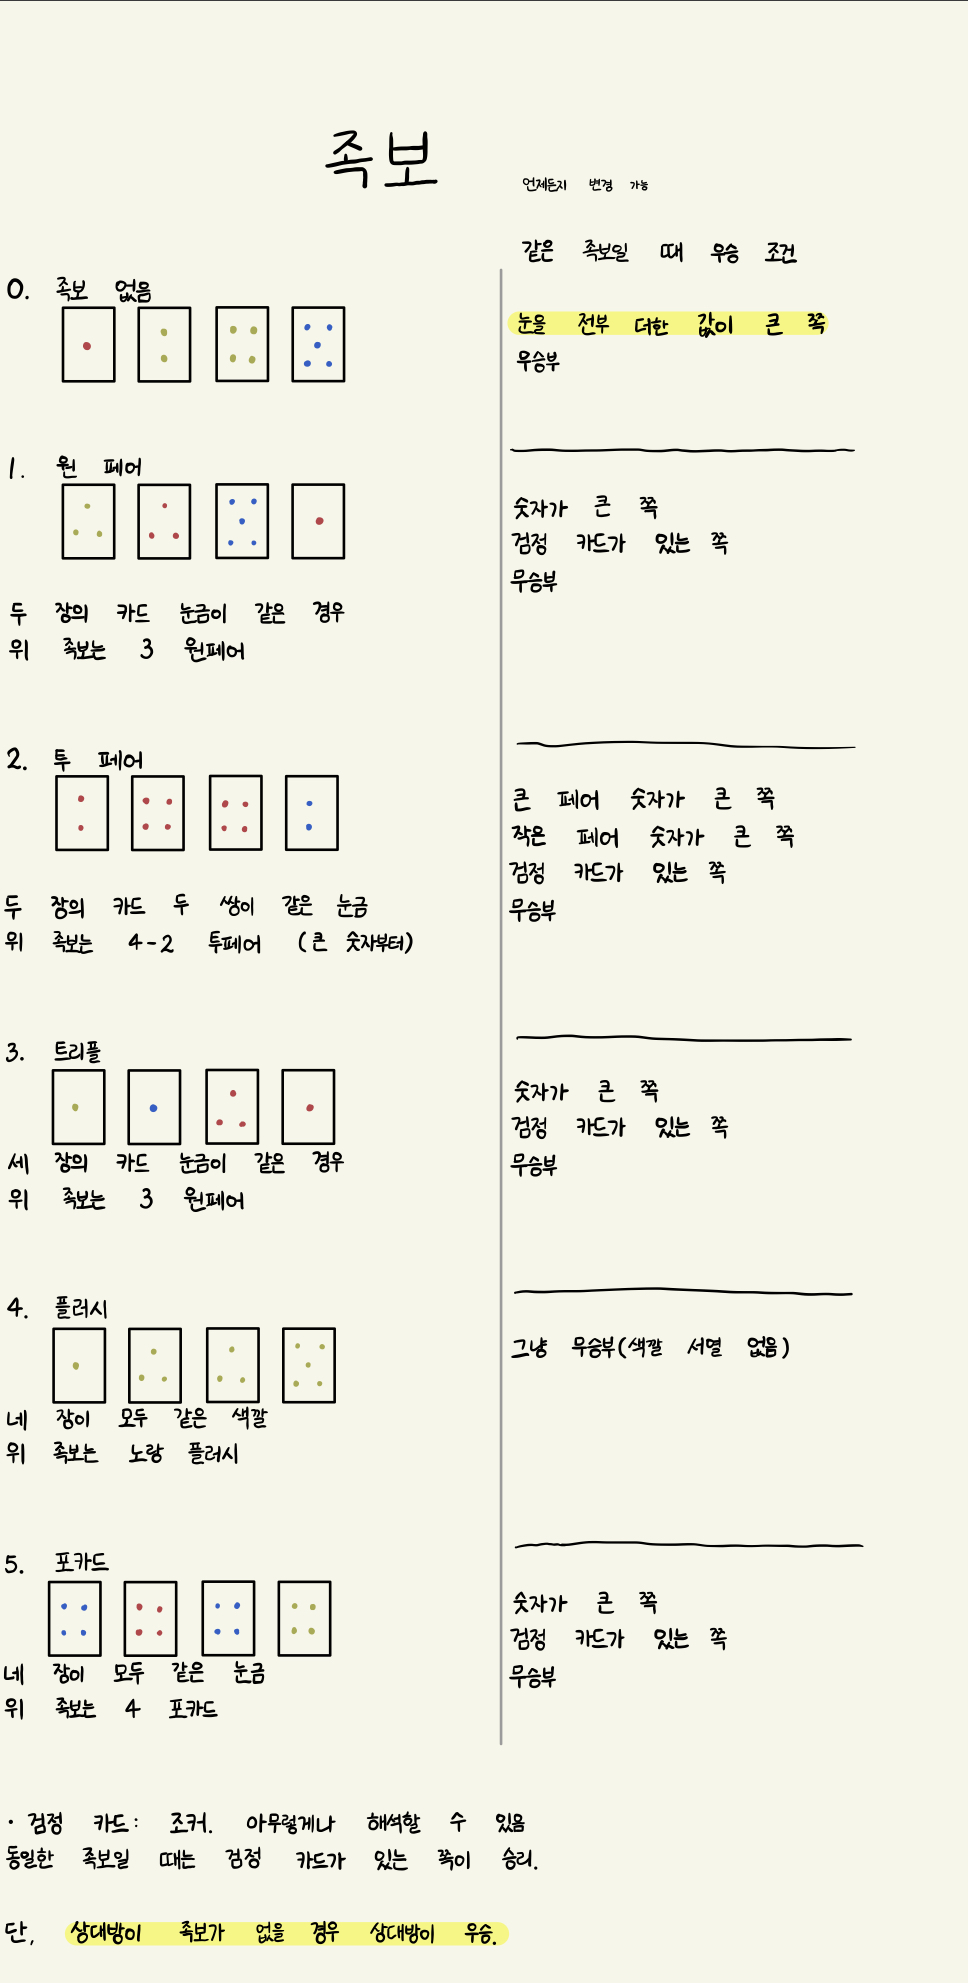 족보
언제든지 변경 가능
같은 족보일 때 우승 조건
0. 족보 없음
눈을 전부 더한 값이 큰 쪽
무승부
1. 원 페어
숫자가 큰 쪽
검정 카드가 있는 쪽
무승부
두 장의 카드 눈금이 같은 경우
위 족보는 3 원페어
2. 투 페어
큰 페어 숫자가 큰 쪽
작은 페어 숫자가 큰 쪽
검정 카드가 있는 쪽
무승부
두 장의 카드 두 쌍이 같은 눈금
위 족보는 4-2 투페어 (큰 숫자부터)
3. 트리플
숫자가 큰 쪽
검정 카드가 있는 쪽
무승부
세 장의 카드 눈금이 같은 경우
위 족보는 3 원페어
4. 플러시
그냥 무승부(색깔 서열 없음)
네 장이 모두 같은 색깔
위 족보는 노랑 플러시
5. 포카드
숫자가 큰 쪽
검정 카드가 있는 쪽
무승부
네 장이 모두 같은 눈금
위 족보는 4 포카드
· 검정 카드: 조커. 아무렇게나 해석할 수 있음
동일한 족보일 때는 검정 카드가 있는 쪽이 승리.
단, 상대방이 족보가 없을 경우 상대방이 우승.